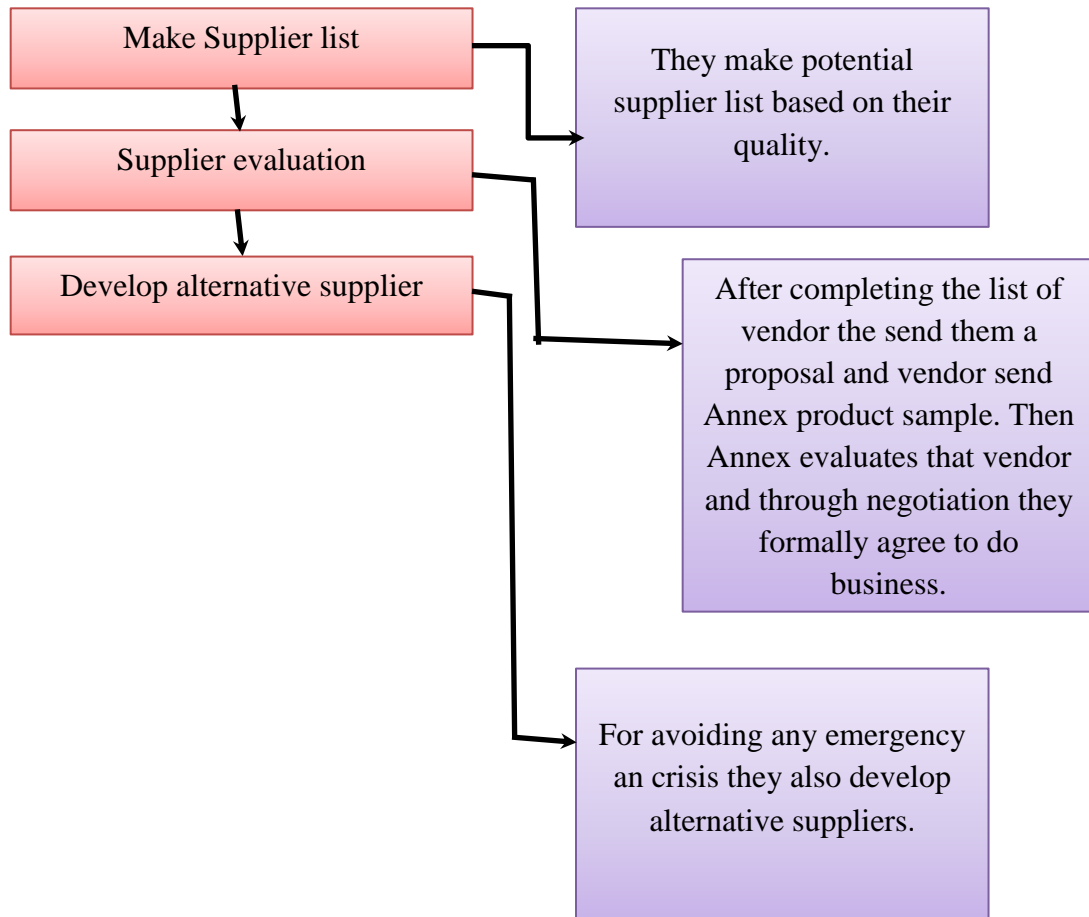 Make Supplier list
They make potential
supplier list based on their
quality.
Supplier evaluation
Develop alternative supplier
After completing the list of
vendor the send them a
proposal and vendor send
Annex product sample. Then
Annex evaluates that vendor
and through negotiation they
formally agree to do
business.
For avoiding any emergency
an crisis they also develop
alternative suppliers.